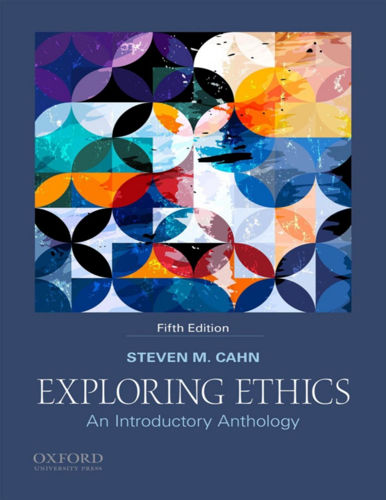 Fifth Edition
STEVEN M. CAHN
EXPLORING ETHICS
An Introductory Anthology
OXFORD
UNIVERSITY PRESS